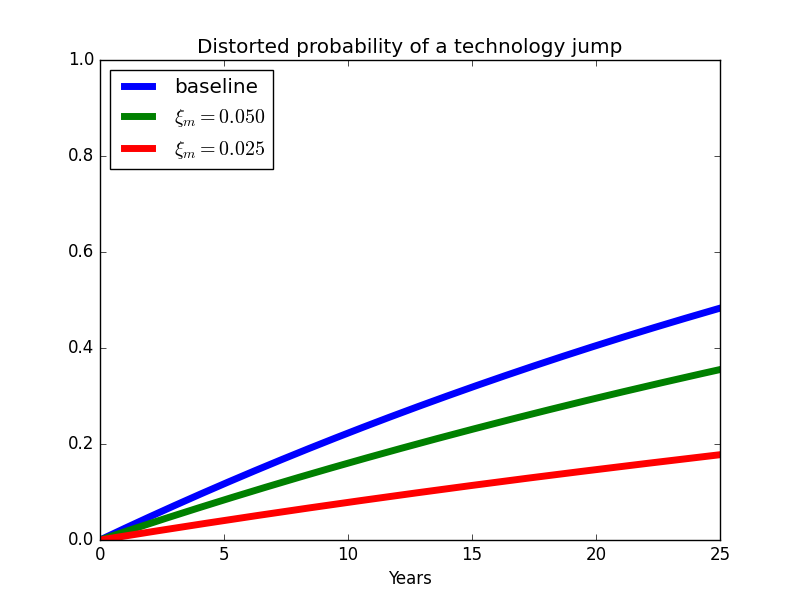 Distorted probability of a technology jump
baseline
ξm = 0.050
ξm = 0.025
1.0
0.8
0.6
0.4
0.2
0.0
0 5 10 15 20 25
Years